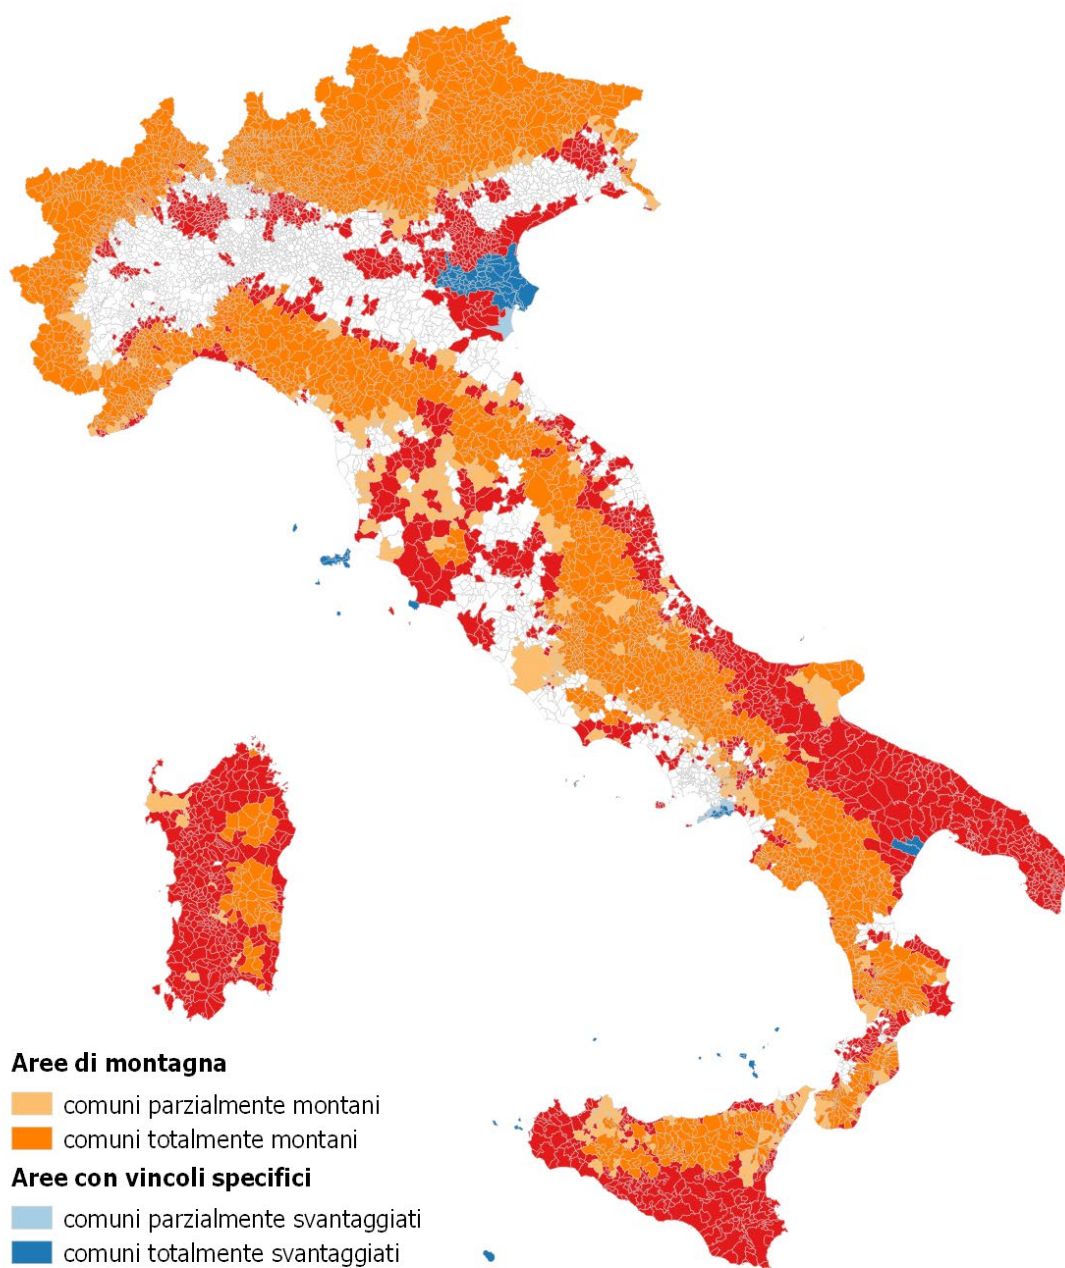 Aree di montagna
comuni parzialmente montani
comuni totalmente montani
Aree con vincoli specifici
comuni parzialmente svantaggiati
comuni totalmente svantaggiati